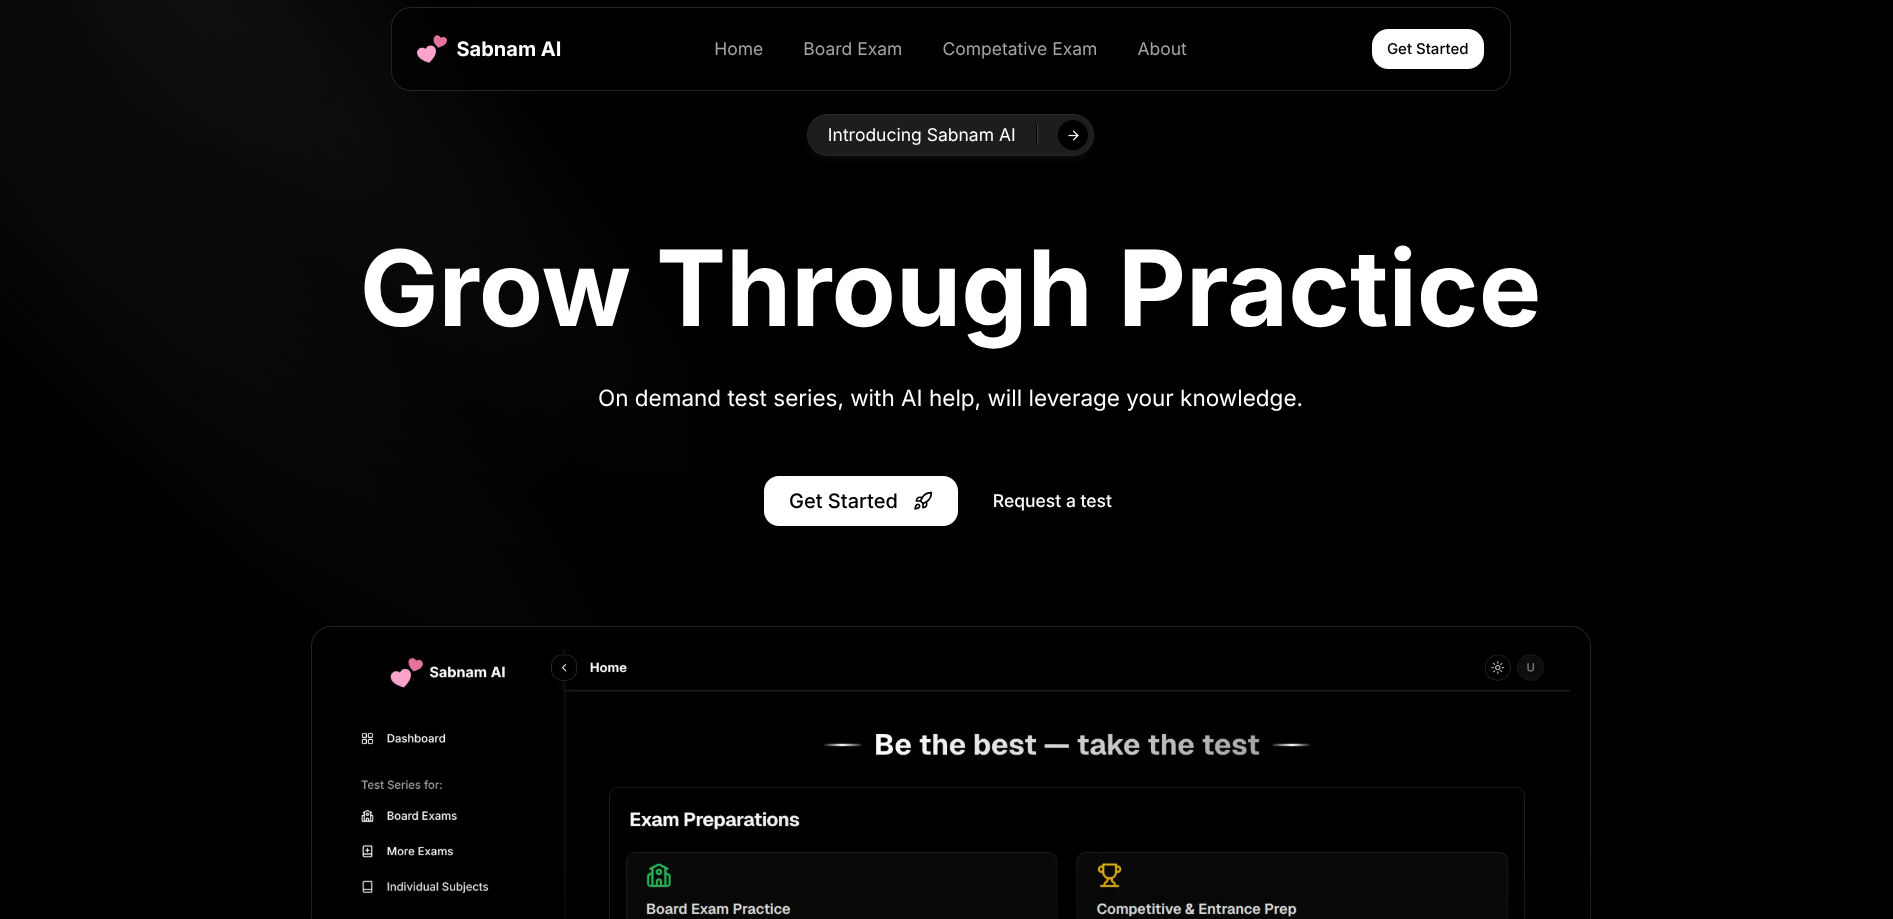 Sabnam AI
Home
Board Exam
Competative Exam
About
Get Started
Introducing Sabnam AI
Grow Through Practice
On demand test series, with AI help, will leverage your knowledge.
Get Started
Request a test
Sabnam AI
Home
U
Dashboard
Test Series for:
Board Exams
More Exams
Individual Subjects
Be the best — take the test
Exam Preparations
Board Exam Practice
Competitive & Entrance Prep